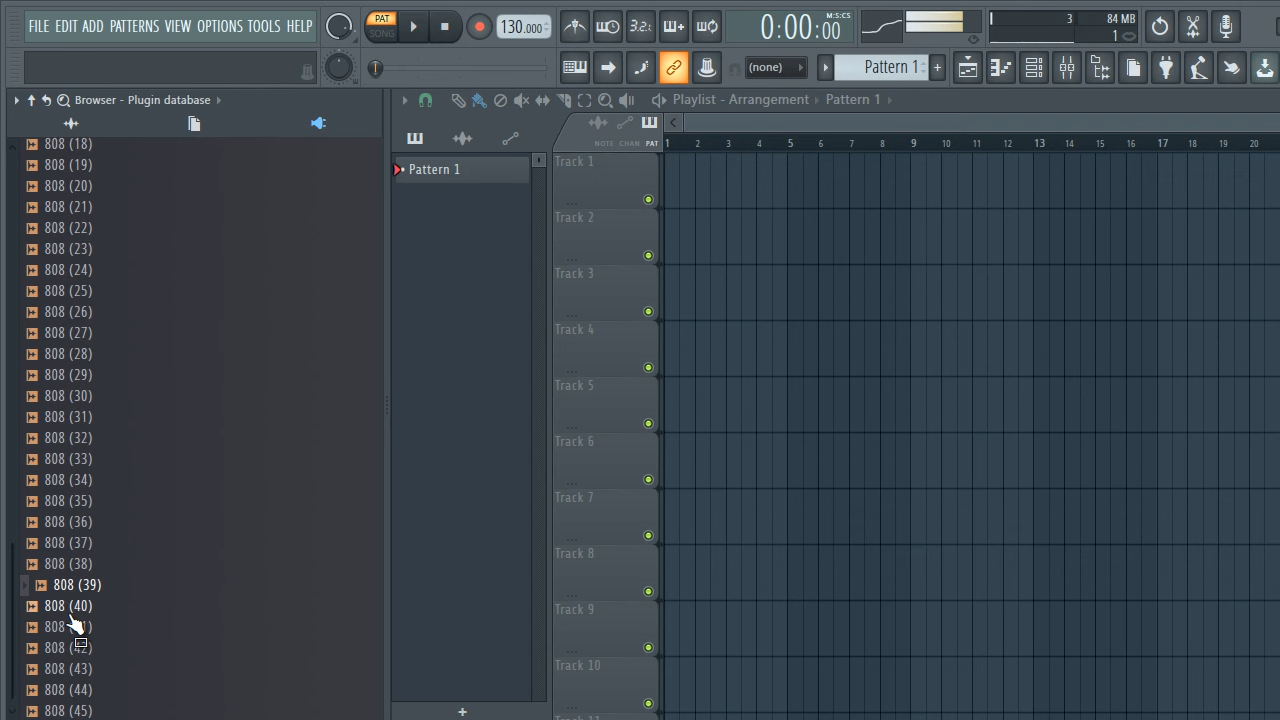 FILE EDIT ADD PATTERNS VIEW OPTIONS TOOLS HELP
PAT
SONG
130.000
3.2.
0:00:00
M:S:CS
3
84 MB
1
(none)
Pattern 1
+
Browser - Plugin database
808 (18)
808 (19)
808 (20)
808 (21)
808 (22)
808 (23)
808 (24)
808 (25)
808 (26)
808 (27)
808 (28)
808 (29)
808 (30)
808 (31)
808 (32)
808 (33)
808 (34)
808 (35)
808 (36)
808 (37)
808 (38)
808 (39)
808 (40)
808
808
808 (43)
808 (44)
808 (45)
Playlist - Arrangement
Pattern 1
NOTE CHAN PAT
1 2 3 4 5 6 7 8 9 10 11 12 13 14 15 16 17 18 19 20
Pattern 1
+
Track 1
...
Track 2
...
Track 3
...
Track 4
...
Track 5
...
Track 6
...
Track 7
...
Track 8
...
Track 9
...
Track 10
...